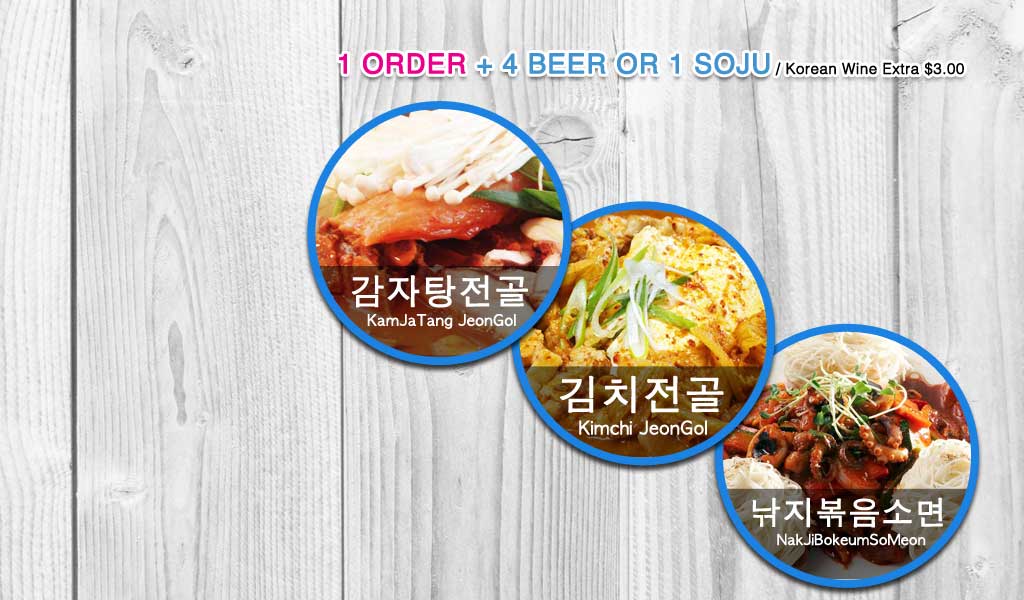 1 ORDER + 4 BEER OR 1 SOJU / Korean Wine Extra $3.00
감자탕전골
KamJaTang JeonGol
김치전골
Kimchi JeonGol
낚지볶음소면
NakJiBokeumSoMeon